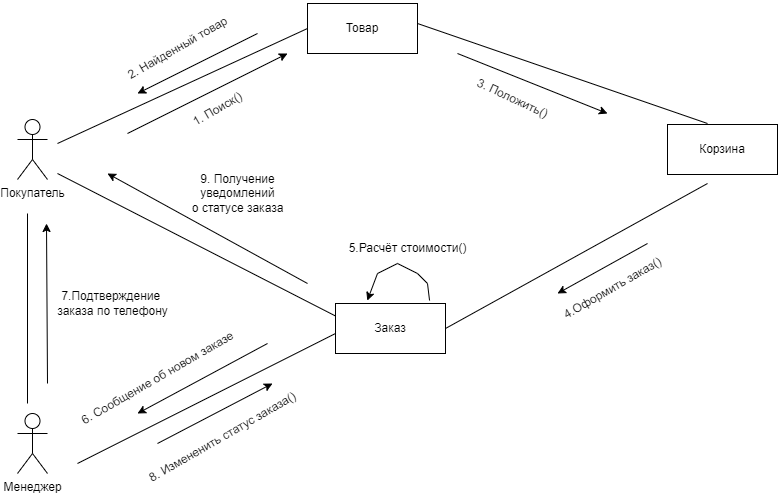 Товар
2. Найденный товар
1. Поиск()
3. Положить()
Корзина
Покупатель
9. Получение
уведомлений
о статусе заказа
5.Расчёт стоимости()
4.Оформить заказ()
7.Подтверждение
заказа по телефону
Заказ
6. Сообщение об новом заказе
8. Измененить статус заказа()
Менеджер